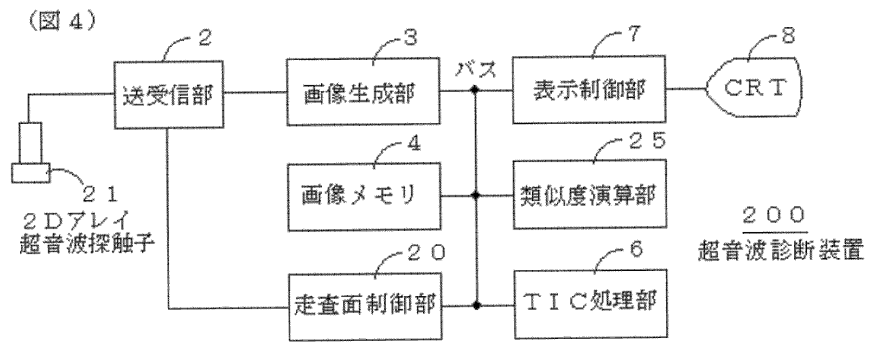 (図4)
2
送受信部
3
画像生成部
バス
7
表示制御部
8
CRT
21
2Dアレイ
超音波探触子
4
画像メモリ
25
類似度演算部
200
超音波診断装置
20
走査面制御部
6
TIC処理部